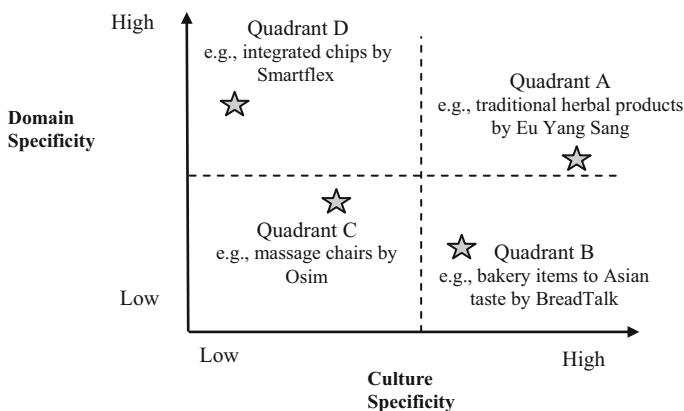 High
Quadrant D
e.g., integrated chips by
Smartflex
Quadrant A
e.g., traditional herbal products
by Eu Yang Sang
Domain
Specificity
Quadrant C
e.g., massage chairs by
Osim
Quadrant B
e.g., bakery items to Asian
taste by BreadTalk
Low
Low
High
Culture
Specificity